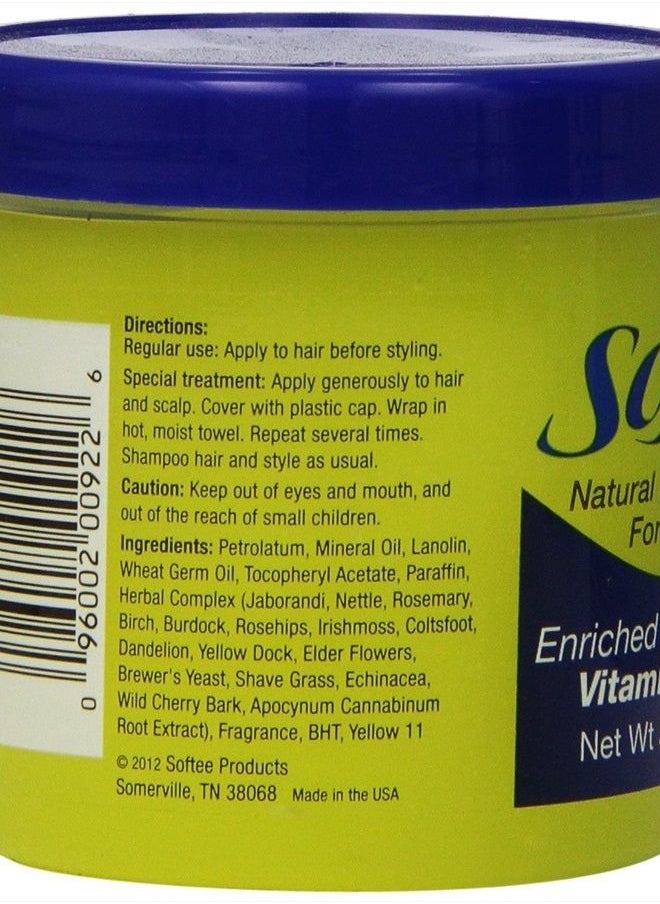 Directions:
Regular use: Apply to hair before styling.
Special treatment: Apply generously to hair
and scalp. Cover with plastic cap. Wrap in
hot, moist towel. Repeat several times.
Shampoo hair and style as usual.
Caution: Keep out of eyes and mouth, and
out of the reach of small children.
Ingredients: Petrolatum, Mineral Oil, Lanolin,
Wheat Germ Oil, Tocopheryl Acetate, Paraffin,
Herbal Complex (Jaborandi, Nettle, Rosemary,
Birch, Burdock, Rosehips, Irishmoss, Coltsfoot,
Dandelion, Yellow Dock, Elder Flowers,
Brewer's Yeast, Shave Grass, Echinacea,
Wild Cherry Bark, Apocynum Cannabinum
Root Extract), Fragrance, BHT, Yellow 11
© 2012 Softee Products
Somerville, TN 38068 Made in the USA
0 96002 00922 6
So
Natural
For
Enriched
Vitami
Net Wt